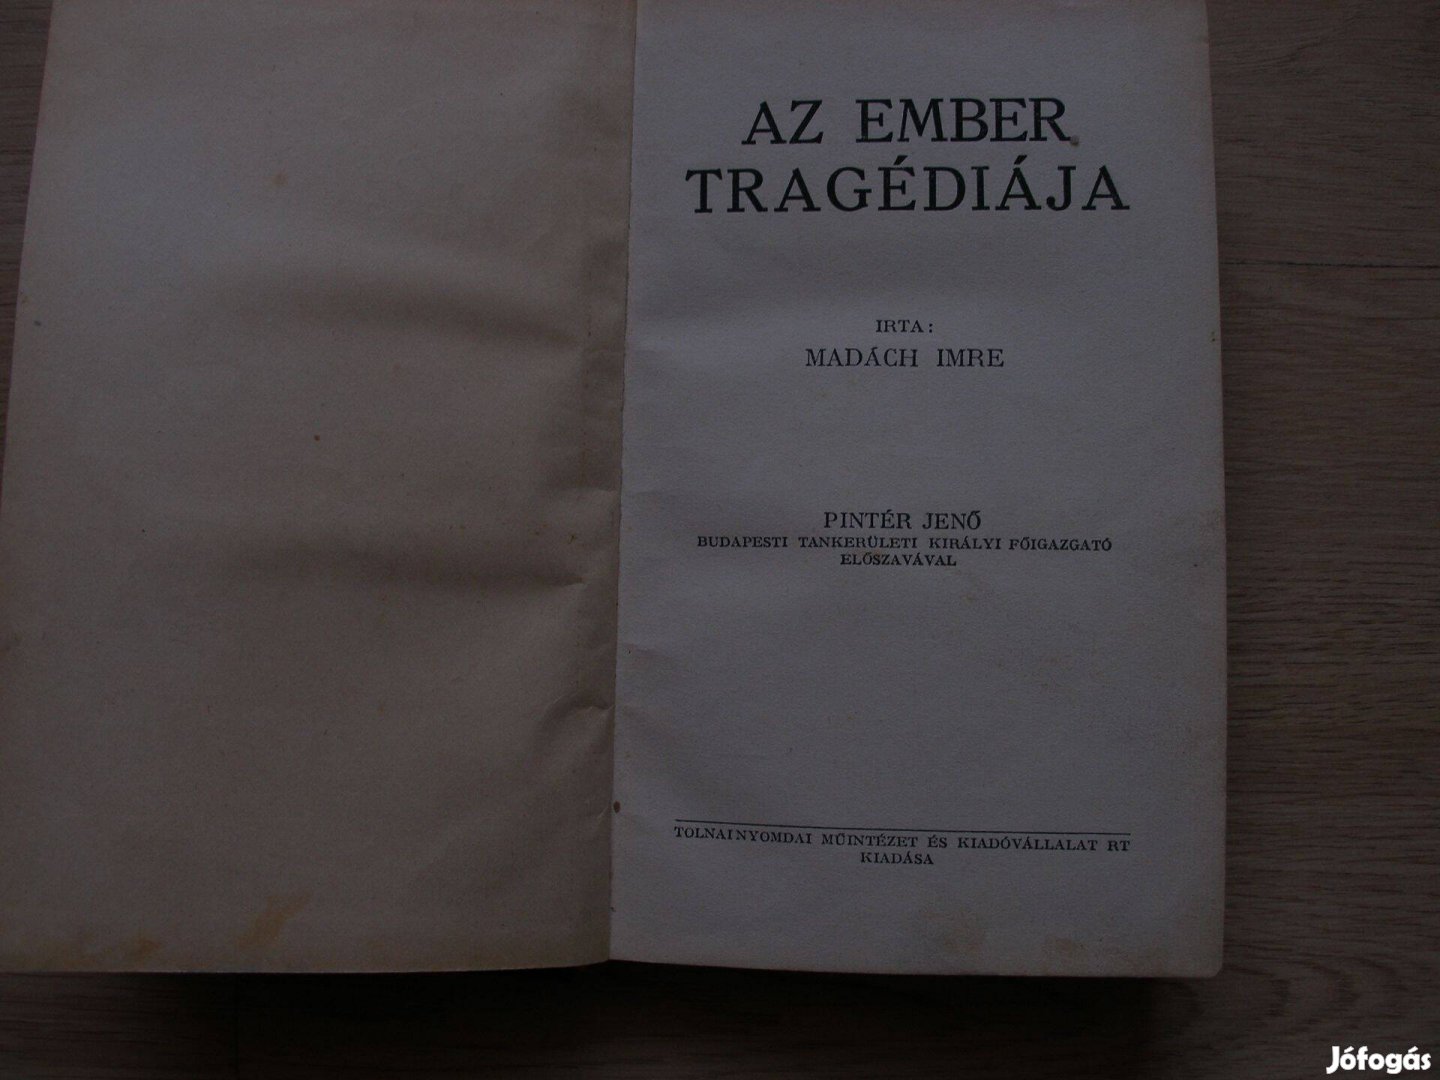 AZ EMBER
TRAGÉDIÁJA
IRTA:
MADÁCH IMRE
PINTÉR JENŐ
BUDAPESTI TANKERÜLETI KIRÁLYI FŐIGAZGATÓ
ELŐSZAVÁVAL
TOLNAI NYOMDAI MŰINTÉZET ÉS KIADÓVÁLLALAT RT
KIADÁSA
Jófogás